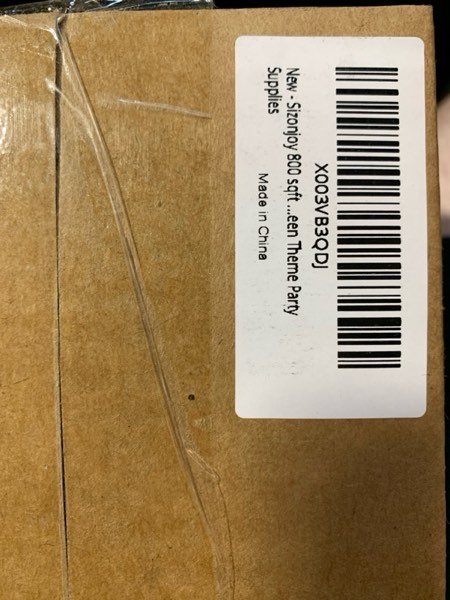 X003VB3QDJ
New - Sizonjoy 800 sqft ...een Theme Party
Supplies
Made in China